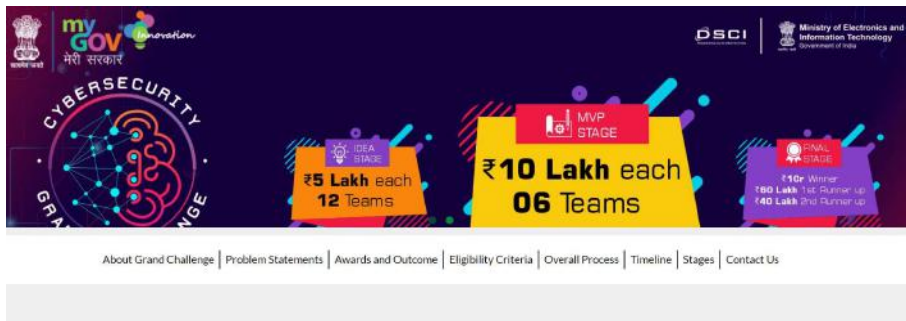 my
GOV
मेरी सरकार
Innovation
DSCI
Ministry of Electronics and
Information Technology
Government of India
सत्यमेव जयते
CYBERSECURITY
IDEA
STAGE
₹5 Lakh each
12 Teams
MVP
STAGE
₹10 Lakh each
06 Teams
FINAL
STAGE
₹1Cr Winner
₹60 Lakh 1st Runner up
₹40 Lakh 2nd Runner up
About Grand Challenge | Problem Statements | Awards and Outcome | Eligibility Criteria | Overall Process | Timeline | Stages | Contact Us